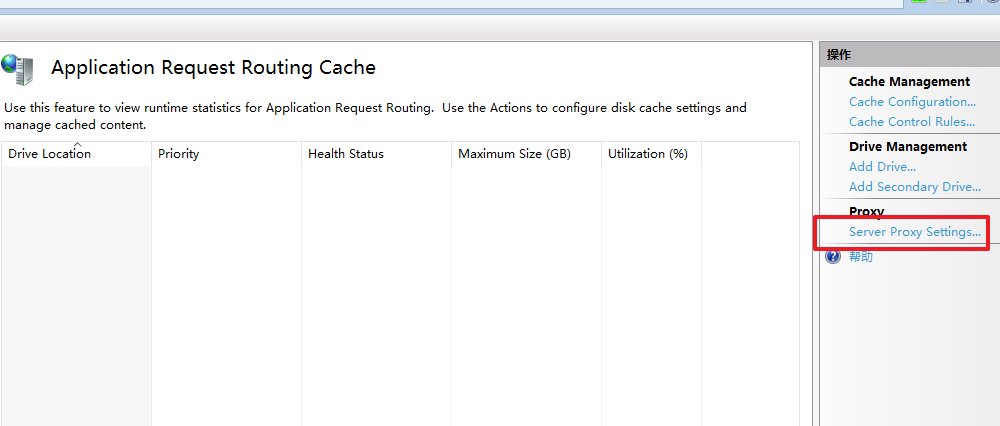 Application Request Routing Cache
Use this feature to view runtime statistics for Application Request Routing.  Use the Actions to configure disk cache settings and
manage cached content.
Drive Location
Priority
Health Status
Maximum Size (GB)
Utilization (%)
操作
Cache Management
Cache Configuration...
Cache Control Rules...
Drive Management
Add Drive...
Add Secondary Drive...
Proxy
Server Proxy Settings...
帮助